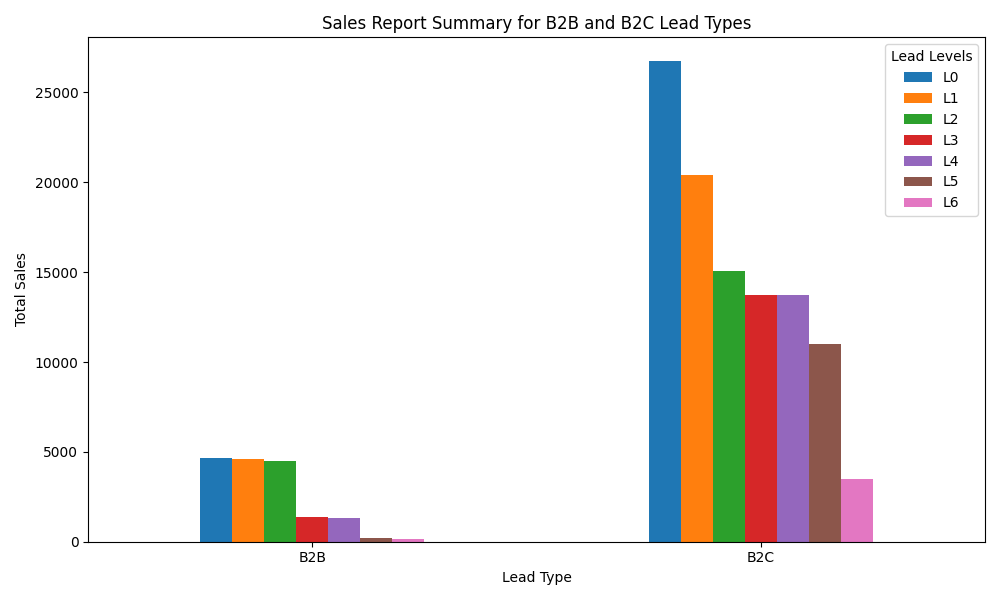 Sales Report Summary for B2B and B2C Lead Types
Total Sales
25000
20000
15000
10000
5000
0
Lead Levels
L0
L1
L2
L3
L4
L5
L6
B2B
B2C
Lead Type